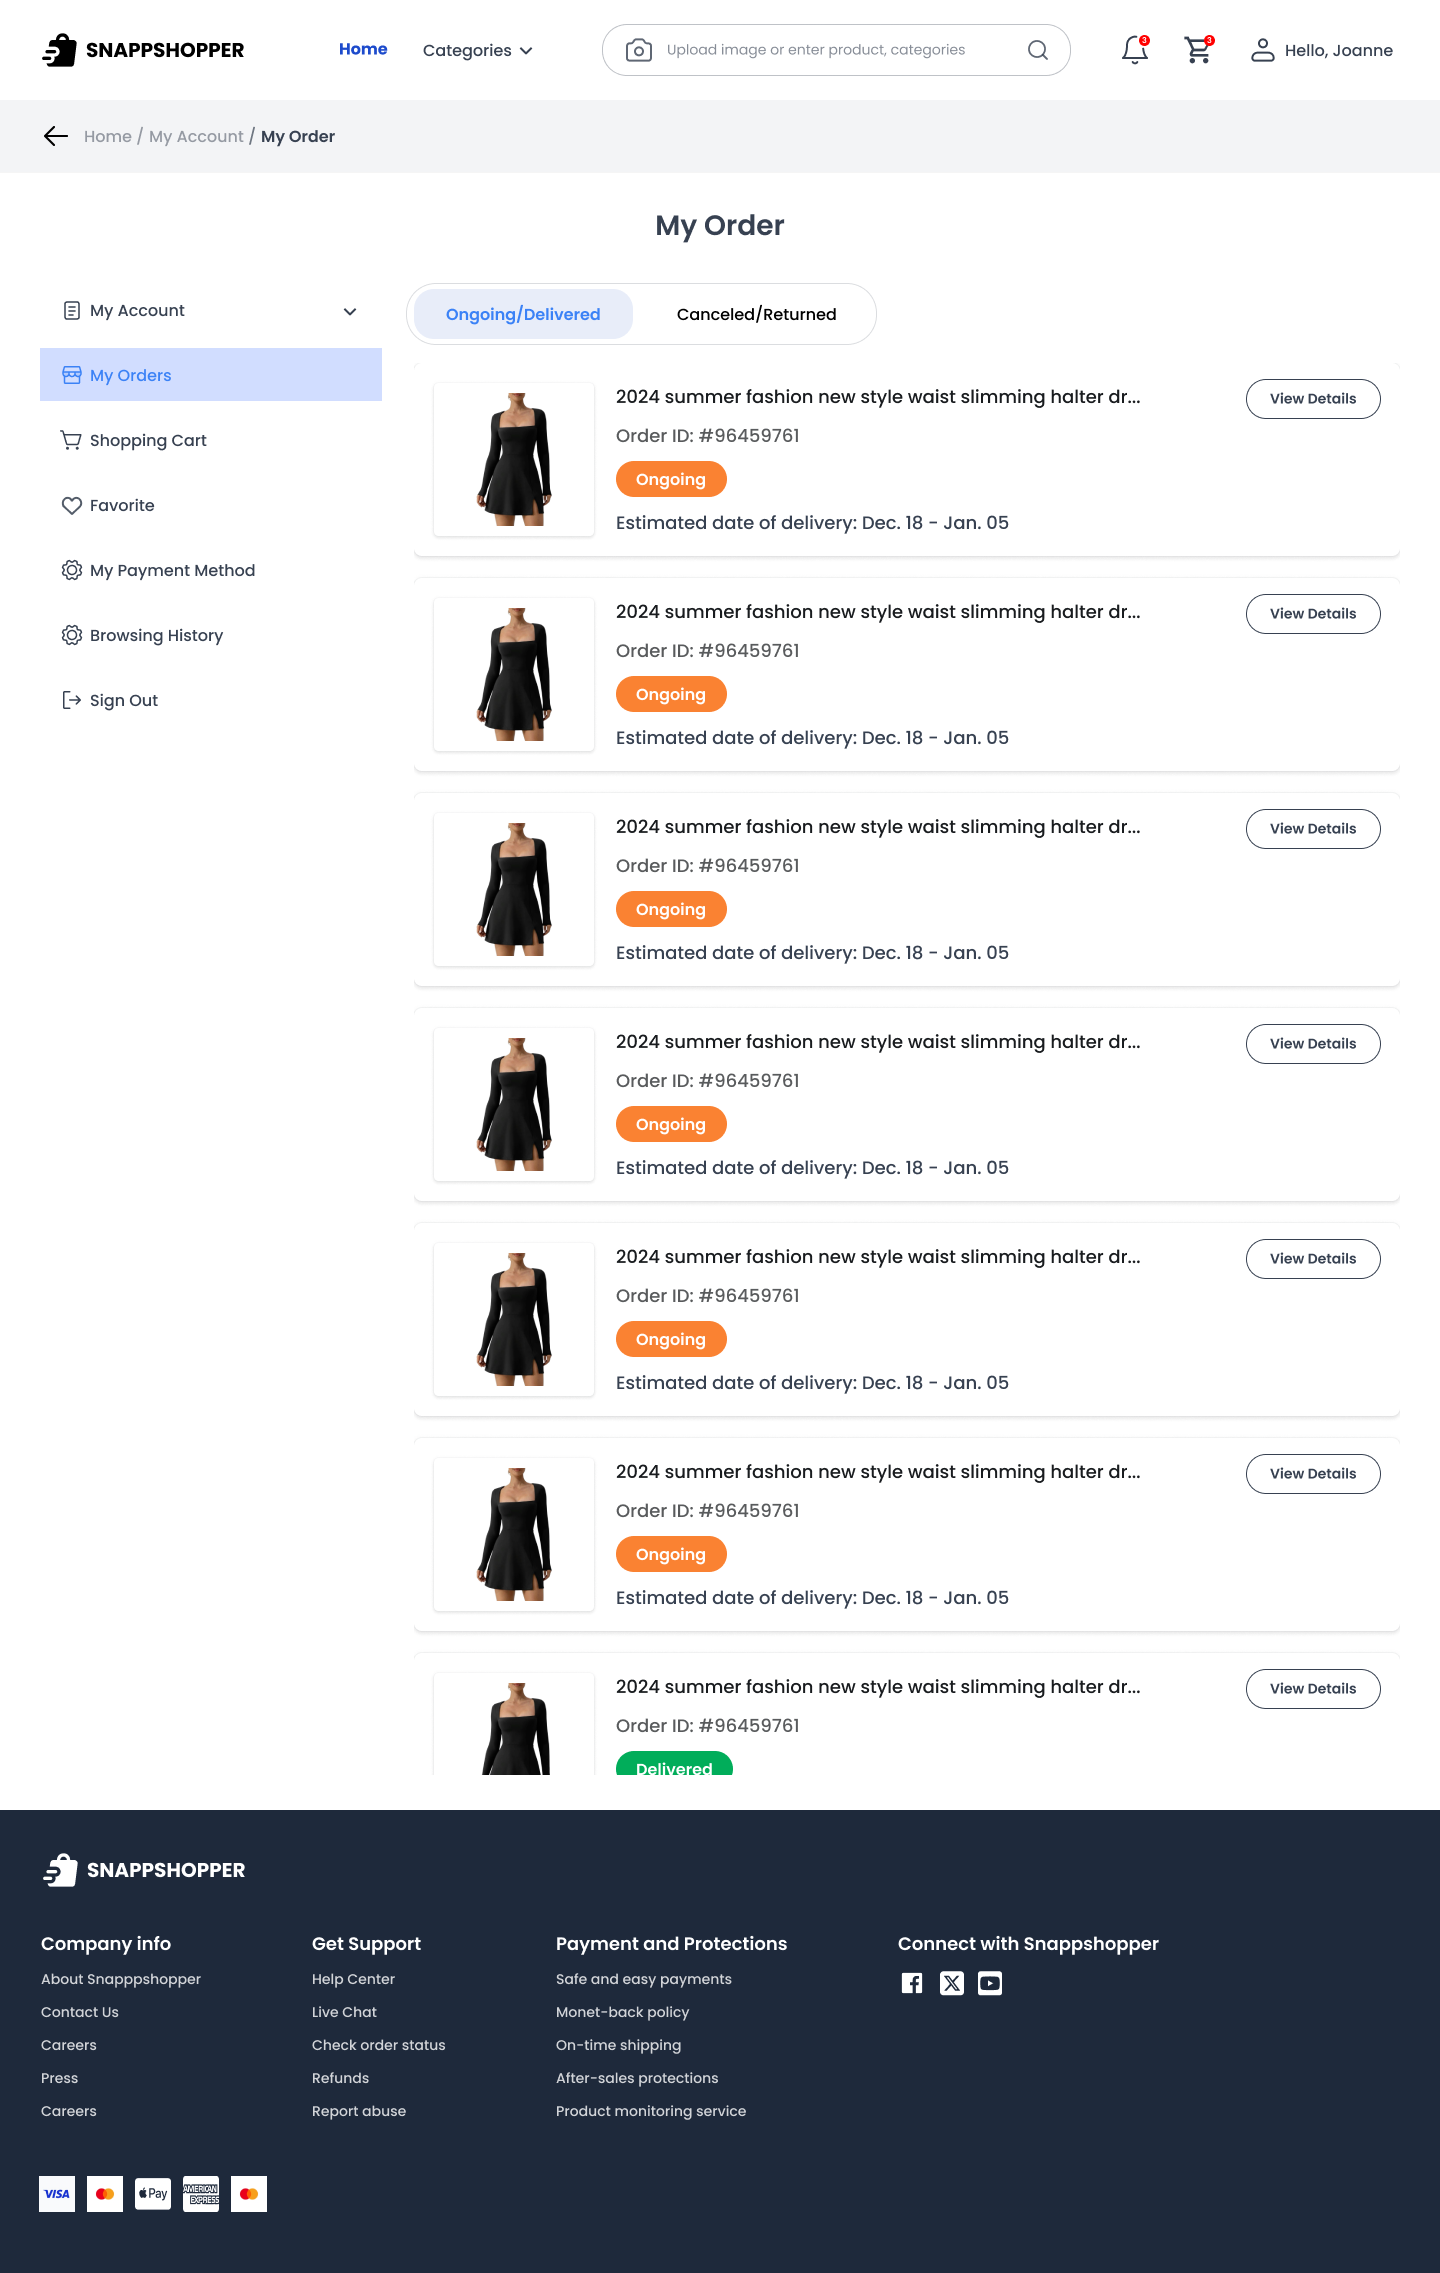 SNAPPSHOPPER
Home
Categories
Upload image or enter product, categories
3
3
Hello, Joanne
Home / My Account / My Order
My Order
My Account
My Orders
Shopping Cart
Favorite
My Payment Method
Browsing History
Sign Out
Ongoing/Delivered
Canceled/Returned
2024 summer fashion new style waist slimming halter dr...
View Details
Order ID: #96459761
Ongoing
Estimated date of delivery: Dec. 18 - Jan. 05
2024 summer fashion new style waist slimming halter dr...
View Details
Order ID: #96459761
Ongoing
Estimated date of delivery: Dec. 18 - Jan. 05
2024 summer fashion new style waist slimming halter dr...
View Details
Order ID: #96459761
Ongoing
Estimated date of delivery: Dec. 18 - Jan. 05
2024 summer fashion new style waist slimming halter dr...
View Details
Order ID: #96459761
Ongoing
Estimated date of delivery: Dec. 18 - Jan. 05
2024 summer fashion new style waist slimming halter dr...
View Details
Order ID: #96459761
Ongoing
Estimated date of delivery: Dec. 18 - Jan. 05
2024 summer fashion new style waist slimming halter dr...
View Details
Order ID: #96459761
Ongoing
Estimated date of delivery: Dec. 18 - Jan. 05
2024 summer fashion new style waist slimming halter dr...
View Details
Order ID: #96459761
Delivered
SNAPPSHOPPER
Company info
About Snapppshopper
Contact Us
Careers
Press
Careers
Get Support
Help Center
Live Chat
Check order status
Refunds
Report abuse
Payment and Protections
Safe and easy payments
Monet-back policy
On-time shipping
After-sales protections
Product monitoring service
Connect with Snappshopper
VISA
Pay
AMERICAN
EXPRESS